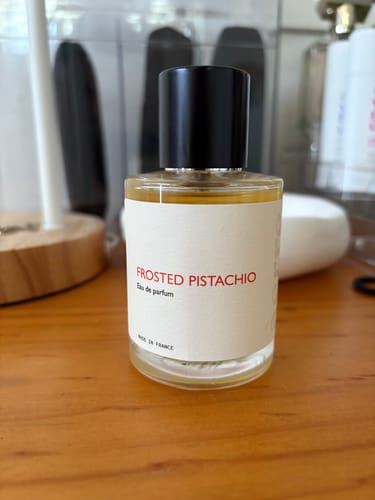 FROSTED PISTACHIO
Eau de parfum
MADE IN FRANCE